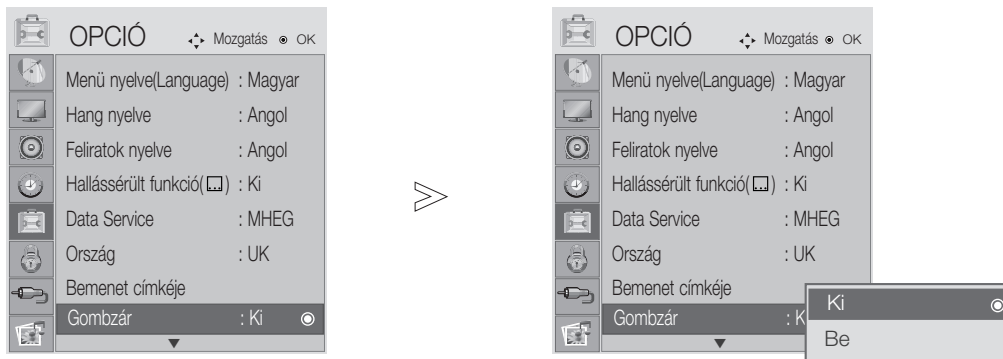 OPCIÓ Mozgatás OK
Menü nyelve(Language) : Magyar
Hang nyelve : Angol
Feliratok nyelve : Angol
Hallássérült funkció( ) : Ki
Data Service : MHEG
Ország : UK
Bemenet címkéje
Gombzár : Ki
OPCIÓ Mozgatás OK
Menü nyelve(Language) : Magyar
Hang nyelve : Angol
Feliratok nyelve : Angol
Hallássérült funkció( ) : Ki
Data Service : MHEG
Ország : UK
Bemenet címkéje
Gombzár : K
Ki
Be